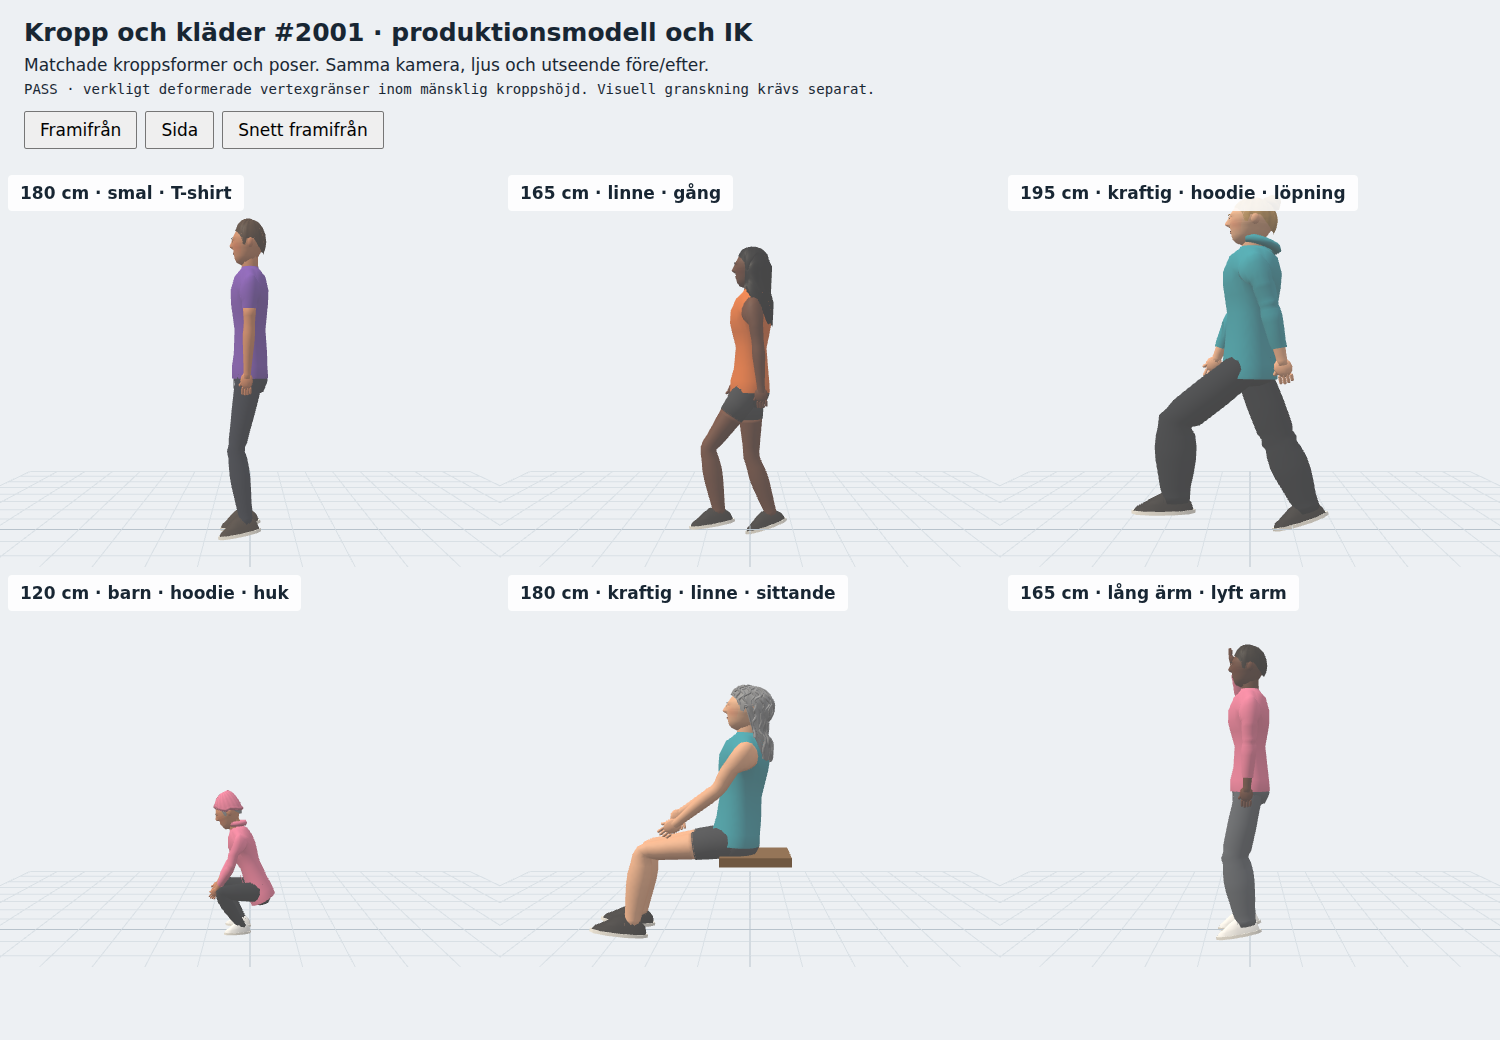 Kropp och kläder #2001 · produktionsmodell och IK
Matchade kroppsformer och poser. Samma kamera, ljus och utseende före/efter.
PASS · verkligt deformerade vertexgränser inom mänsklig kroppshöjd. Visuell granskning krävs separat.
Framifrån Sida Snett framifrån
180 cm · smal · T-shirt
165 cm · linne · gång
195 cm · kraftig · hoodie · löpning
120 cm · barn · hoodie · huk
180 cm · kraftig · linne · sittande
165 cm · lång ärm · lyft arm